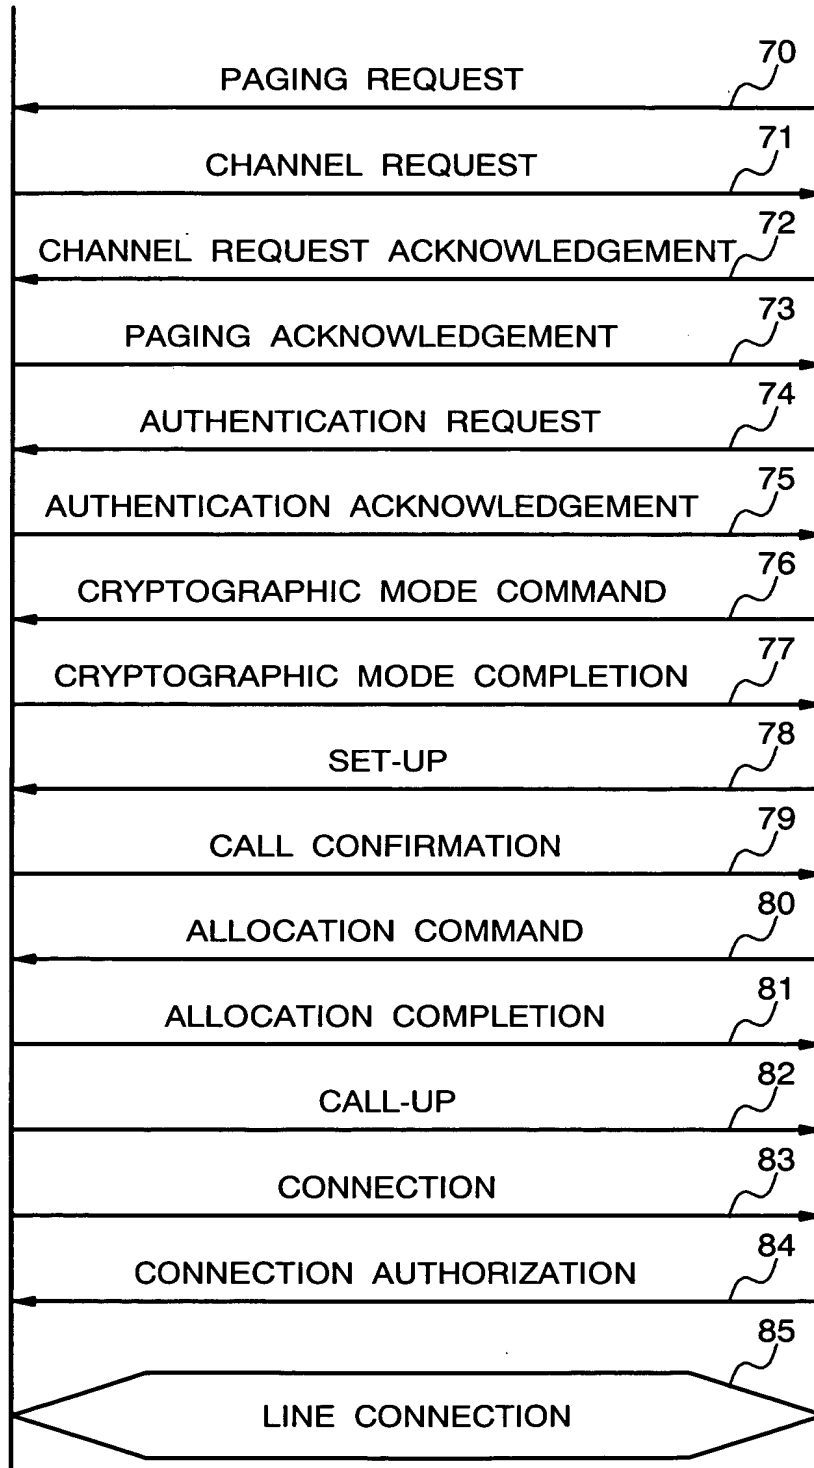 70
PAGING REQUEST
71
CHANNEL REQUEST
72
CHANNEL REQUEST ACKNOWLEDGEMENT
73
PAGING ACKNOWLEDGEMENT
74
AUTHENTICATION REQUEST
75
AUTHENTICATION ACKNOWLEDGEMENT
76
CRYPTOGRAPHIC MODE COMMAND
77
CRYPTOGRAPHIC MODE COMPLETION
78
SET-UP
79
CALL CONFIRMATION
80
ALLOCATION COMMAND
81
ALLOCATION COMPLETION
82
CALL-UP
83
CONNECTION
84
CONNECTION AUTHORIZATION
85
LINE CONNECTION